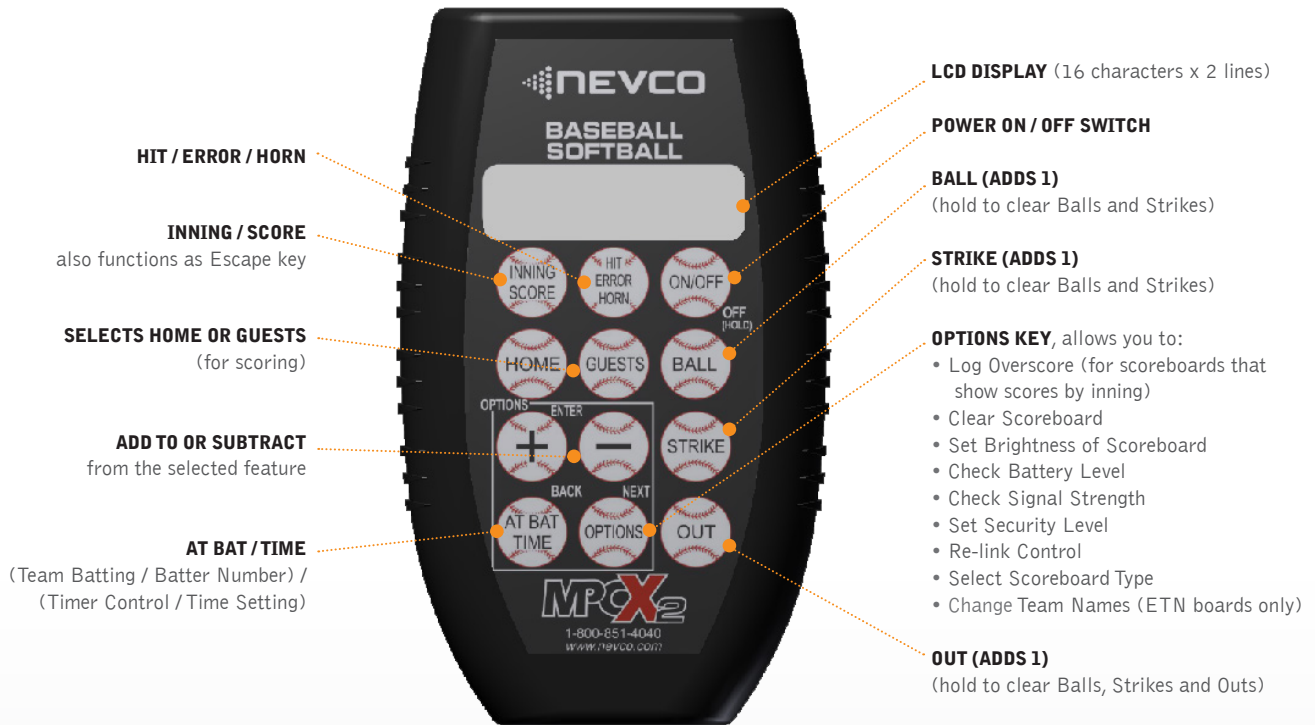 HIT / ERROR / HORN
INNING / SCORE
also functions as Escape key
SELECTS HOME OR GUESTS
(for scoring)
ADD TO OR SUBTRACT
from the selected feature
AT BAT / TIME
(Team Batting / Batter Number) /
(Timer Control / Time Setting)
NEVCO
BASEBALL
SOFTBALL
INNING
SCORE
HIT
ERROR
HORN
ON/OFF
OFF
(HOLD)
HOME
GUESTS
BALL
OPTIONS
ENTER
+
−
STRIKE
BACK
NEXT
AT BAT
TIME
OPTIONS
OUT
MPCX2
1-800-851-4040
www.nevco.com
LCD DISPLAY (16 characters x 2 lines)
POWER ON / OFF SWITCH
BALL (ADDS 1)
(hold to clear Balls and Strikes)
STRIKE (ADDS 1)
(hold to clear Balls and Strikes)
OPTIONS KEY, allows you to:
• Log Overscore (for scoreboards that
show scores by inning)
• Clear Scoreboard
• Set Brightness of Scoreboard
• Check Battery Level
• Check Signal Strength
• Set Security Level
• Re-link Control
• Select Scoreboard Type
• Change Team Names (ETN boards only)
OUT (ADDS 1)
(hold to clear Balls, Strikes and Outs)